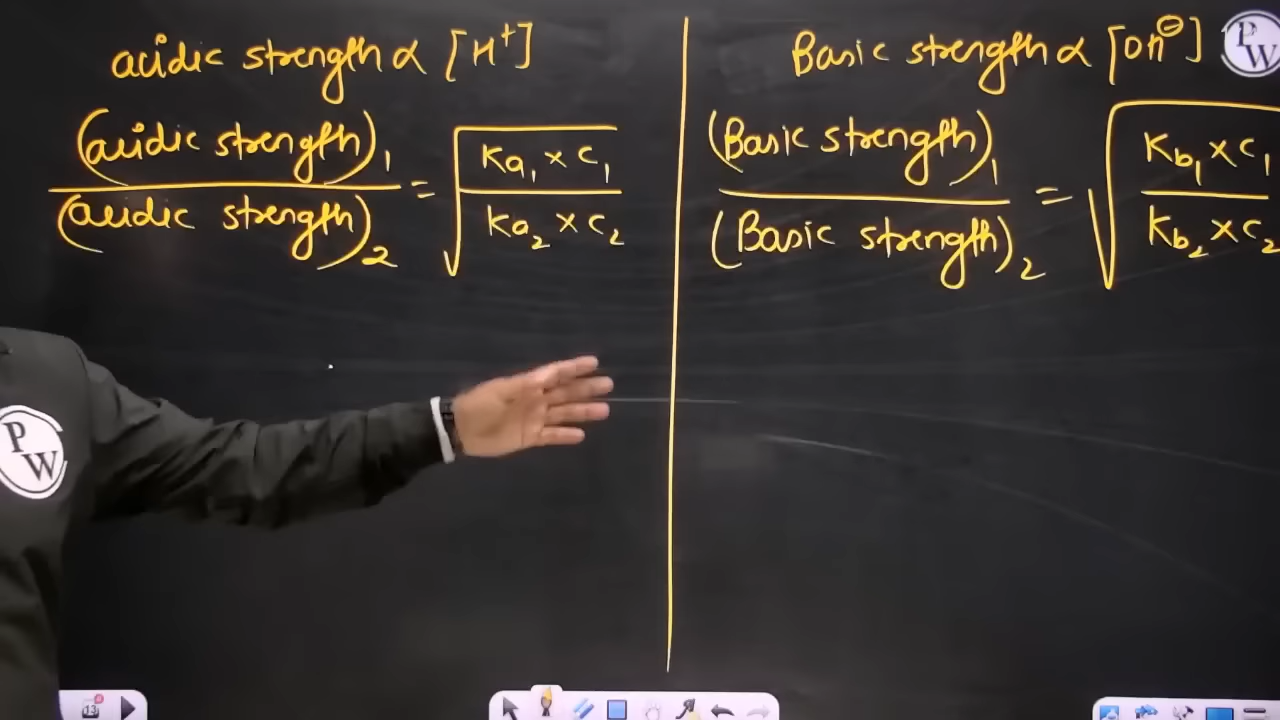 acidic strength α [H⁺]
(acidic strength)₁
(acidic strength)₂
= √
Ka₁ × C₁
Ka₂ × C₂
Basic strength α [OH⊖]
(Basic strength)₁
(Basic strength)₂
= √
Kb₁ × C₁
Kb₂ × C₂
PW
PW
13